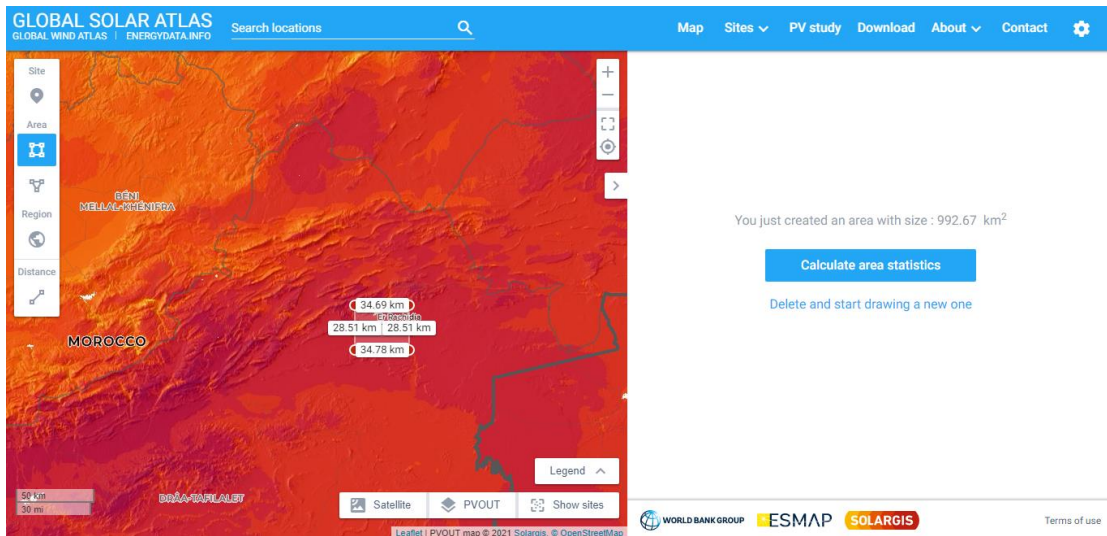 GLOBAL SOLAR ATLAS
GLOBAL WIND ATLAS | ENERGYDATA.INFO
Search locations
Map Sites PV study Download About Contact
Site
Area
Region
Distance
BÉNI
MELLAL-KHÉNIFRA
MOROCCO
DRÂA-TAFILALET
34.69 km
Er Rachidia
28.51 km 28.51 km
34.78 km
50 km
30 mi
Legend
Satellite PVOUT Show sites
Leaflet | PVOUT map © 2021 Solargis, © OpenStreetMap
You just created an area with size : 992.67 km²
Calculate area statistics
Delete and start drawing a new one
WORLD BANK GROUP ESMAP SOLARGIS
Terms of use